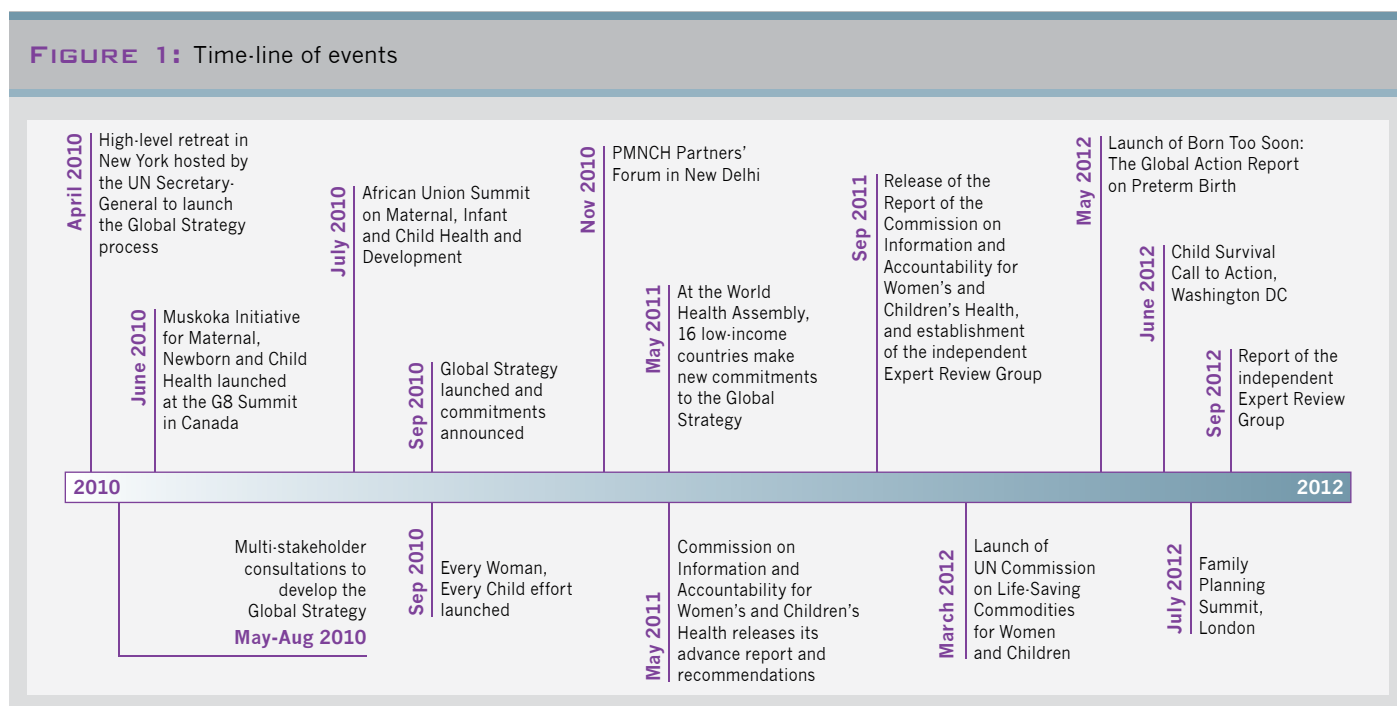 FIGURE 1: Time-line of events
April 2010
High-level retreat in
New York hosted by
the UN Secretary-
General to launch
the Global Strategy
process
June 2010
Muskoka Initiative
for Maternal,
Newborn and Child
Health launched
at the G8 Summit
in Canada
July 2010
African Union Summit
on Maternal, Infant
and Child Health and
Development
Sep 2010
Global Strategy
launched and
commitments
announced
Nov 2010
PMNCH Partners’
Forum in New Delhi
May 2011
At the World
Health Assembly,
16 low-income
countries make
new commitments
to the Global
Strategy
Sep 2011
Release of the
Report of the
Commission on
Information and
Accountability for
Women’s and
Children’s Health,
and establishment
of the independent
Expert Review Group
May 2012
Launch of Born Too Soon:
The Global Action Report
on Preterm Birth
June 2012
Child Survival
Call to Action,
Washington DC
Sep 2012
Report of the
independent
Expert Review
Group
2010
2012
Multi-stakeholder
consultations to
develop the
Global Strategy
May-Aug 2010
Sep 2010
Every Woman,
Every Child effort
launched
May 2011
Commission on
Information and
Accountability for
Women’s and Children’s
Health releases its
advance report and
recommendations
March 2012
Launch of
UN Commission
on Life-Saving
Commodities
for Women
and Children
July 2012
Family
Planning
Summit,
London